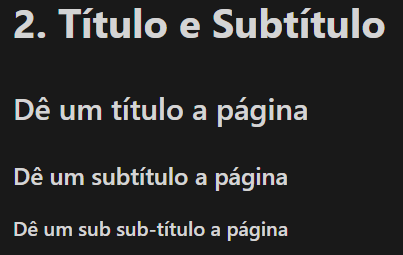 2. Título e Subtítulo
Dê um título a página
Dê um subtítulo a página
Dê um sub sub-título a página